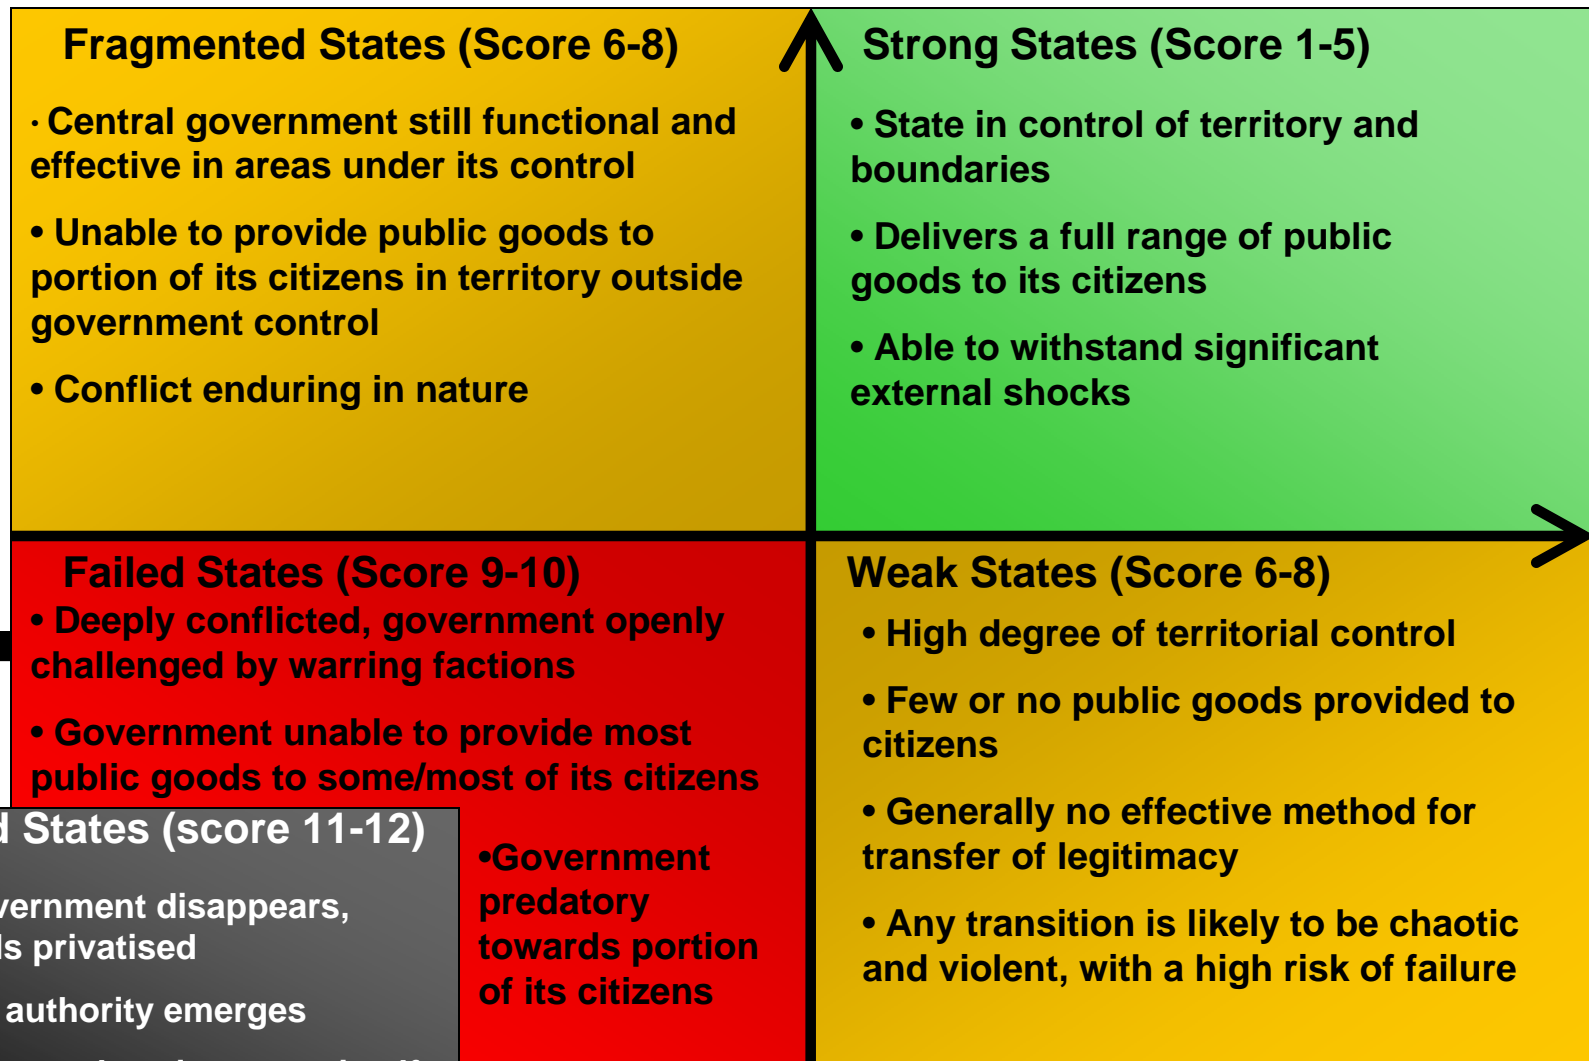 Fragmented States (Score 6-8)
· Central government still functional and
effective in areas under its control
• Unable to provide public goods to
portion of its citizens in territory outside
government control
• Conflict enduring in nature
Strong States (Score 1-5)
• State in control of territory and
boundaries
• Delivers a full range of public
goods to its citizens
• Able to withstand significant
external shocks
Failed States (Score 9-10)
• Deeply conflicted, government openly
challenged by warring factions
• Government unable to provide most
public goods to some/most of its citizens
•Government
predatory
towards portion
of its citizens
States (score 11-12)
disappears,
privatised
authority emerges
Weak States (Score 6-8)
• High degree of territorial control
• Few or no public goods provided to
citizens
• Generally no effective method for
transfer of legitimacy
• Any transition is likely to be chaotic
and violent, with a high risk of failure